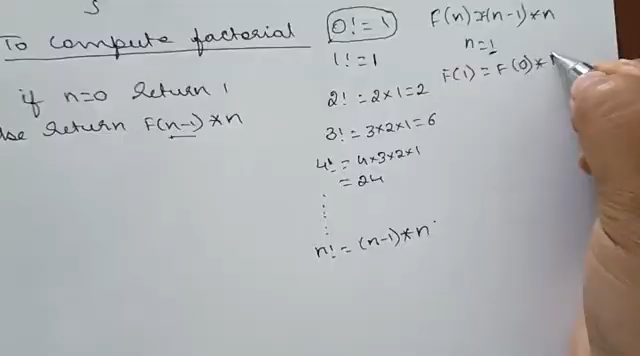 To compute factorial
if n=0 return 1
lse return F(n-1)*n
0! = 1
1! = 1
2! = 2×1=2
3! = 3×2×1=6
4! = 4×3×2×1
= 24
n! = (n-1)*n
F(n)=(n-1)*n
n=1
F(1) = F(0)*